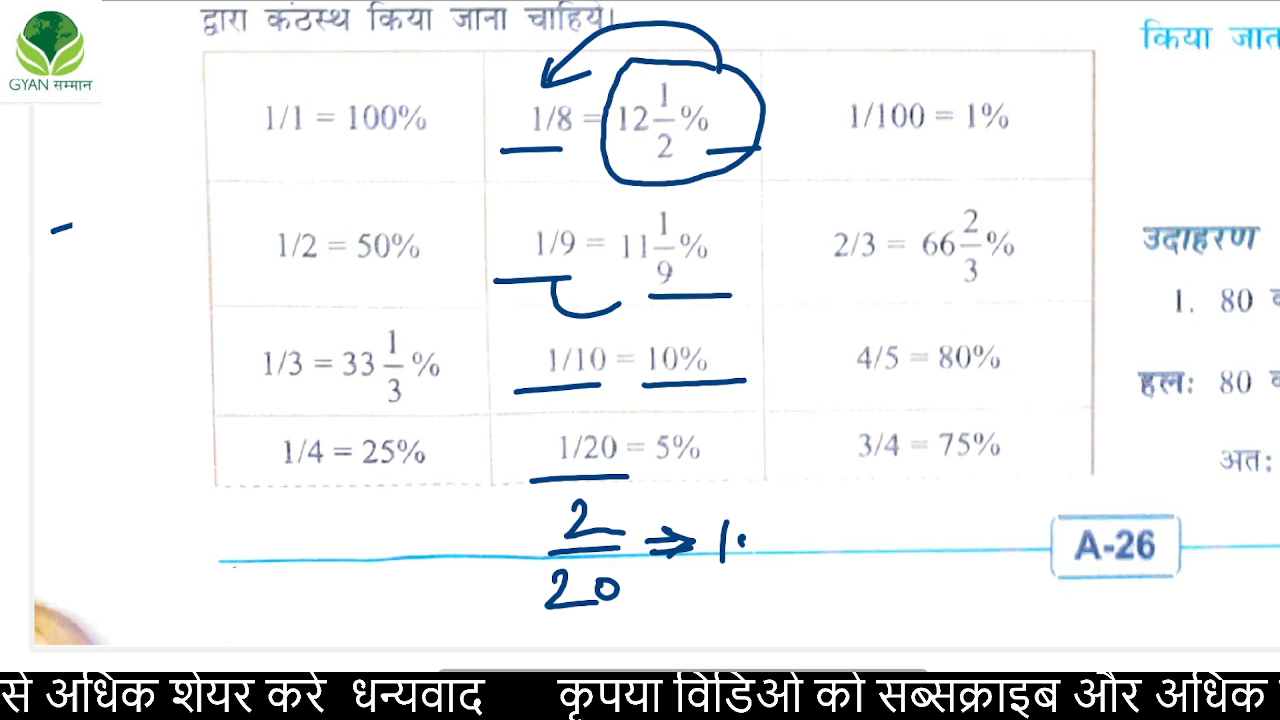 द्वारा कंठस्थ किया जाना चाहिये।
किया जात
GYAN सम्मान
1/1 = 100%
1/8 = 12 1/2 %
1/100 = 1%
1/2 = 50%
1/9 = 11 1/9 %
2/3 = 66 2/3 %
उदाहरण
1. 80
1/3 = 33 1/3 %
1/10 = 10%
4/5 = 80%
हल: 80
1/4 = 25%
1/20 = 5%
3/4 = 75%
अत:
2/20 ⇒ 1
A-26
से अधिक शेयर करें धन्यवाद कृपया विडिओ को सब्सक्राइब और अधिक